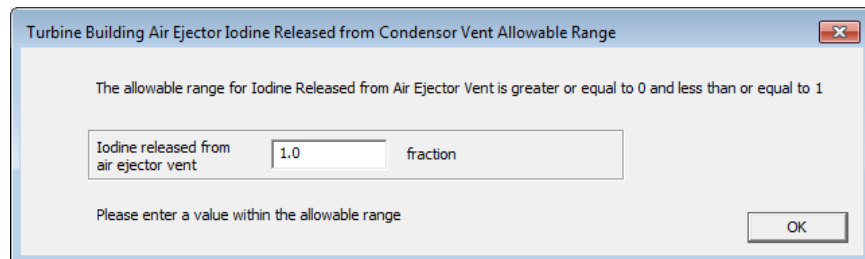 Turbine Building Air Ejector Iodine Released from Condensor Vent Allowable Range
The allowable range for Iodine Released from Air Ejector Vent is greater or equal to 0 and less than or equal to 1
Iodine released from
air ejector vent
1.0
fraction
Please enter a value within the allowable range
OK